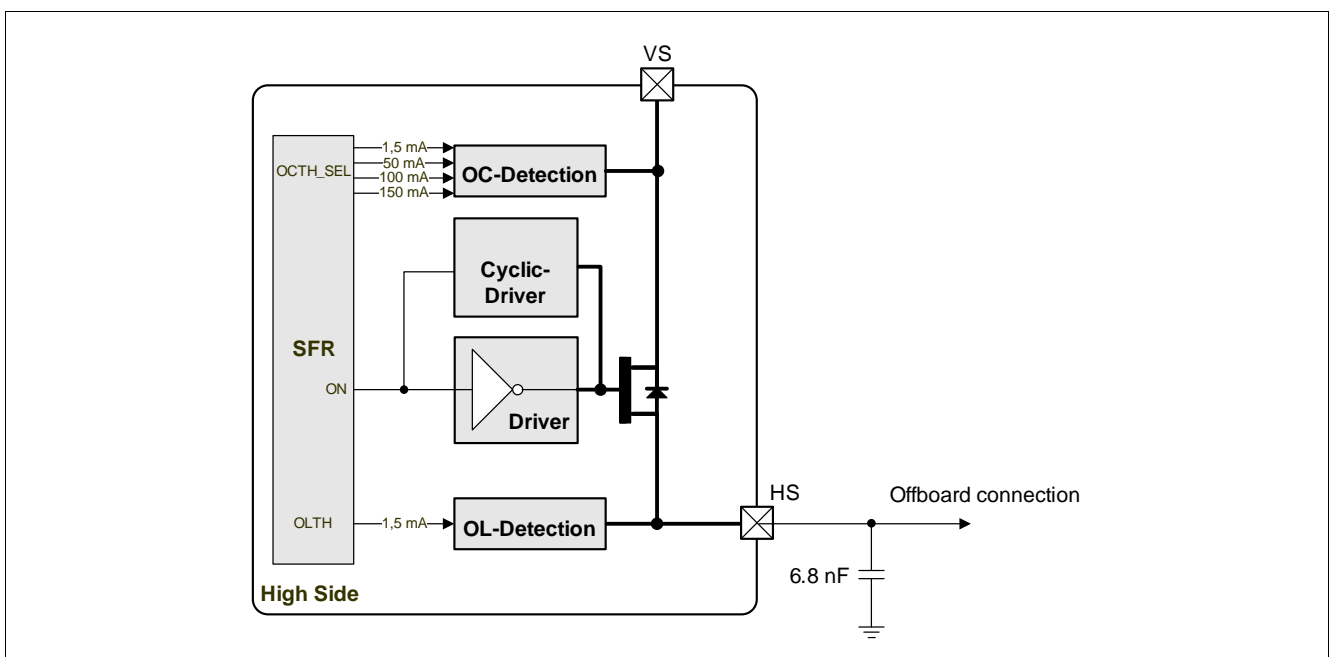 VS
1,5 mA
50 mA
OCTH_SEL
OC-Detection
100 mA
150 mA
Cyclic-
Driver
SFR
ON
Driver
HS
Offboard connection
OLTH
1,5 mA
OL-Detection
6.8 nF
High Side